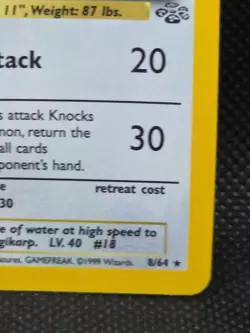 11", Weight: 87 lbs.
tack 20
s attack Knocks
non, return the
all cards 30
ponent's hand.
e retreat cost
30
e of water at high speed to
gikarp. LV. 40 #18
atures, GAMEFREAK. ©1999 Wizards. 8/64 ★